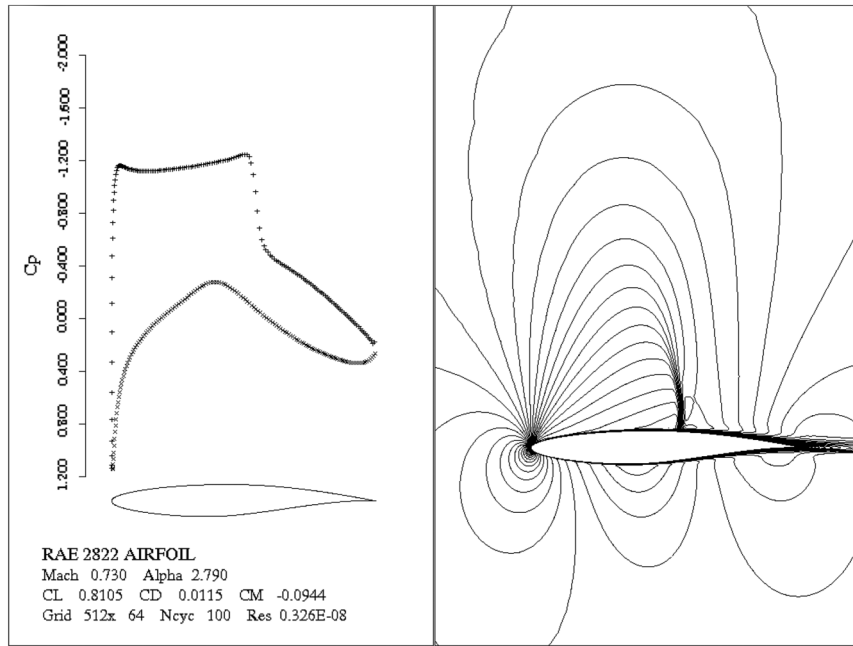 -2.000
-1.600
-1.200
-0.800
-0.400
0.000
0.400
0.800
1.200
Cp
RAE 2822 AIRFOIL
Mach 0.730 Alpha 2.790
CL 0.8105 CD 0.0115 CM -0.0944
Grid 512x 64 Ncyc 100 Res 0.326E-08